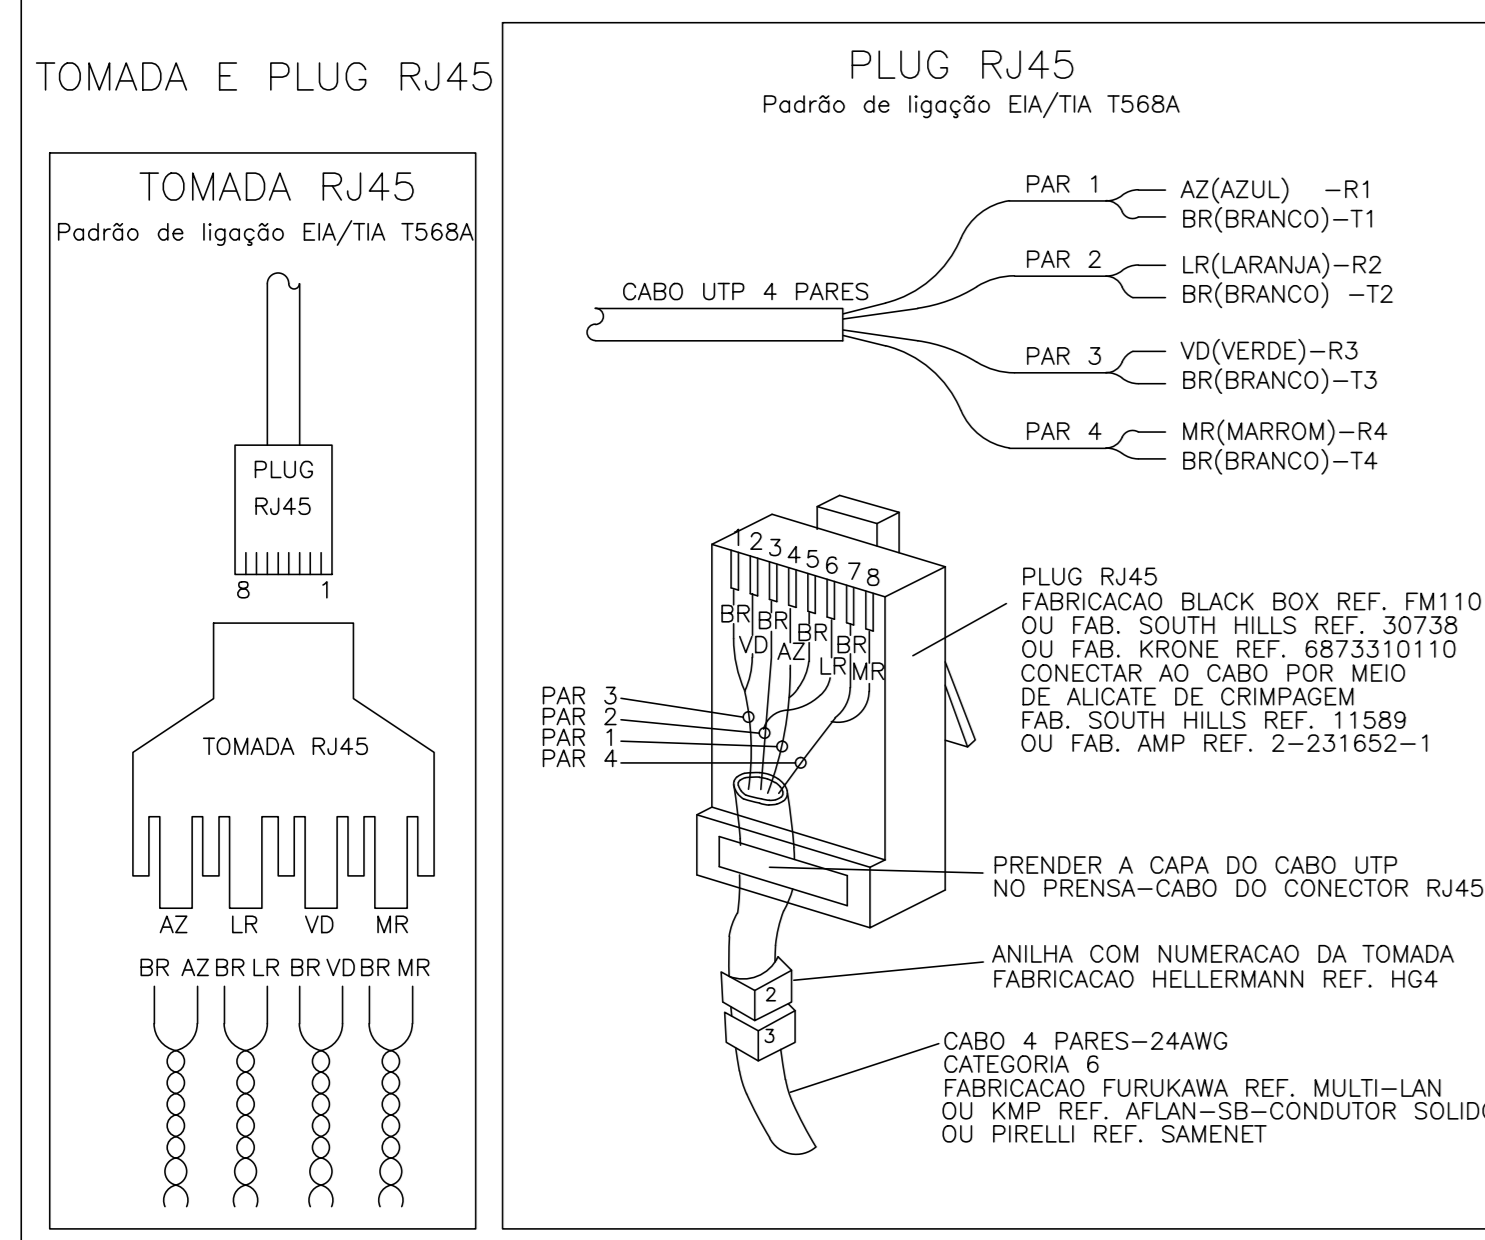 TOMADA E PLUG RJ45
TOMADA RJ45
Padrão de ligação EIA/TIA T568A
PLUG
RJ45
8 1
TOMADA RJ45
AZ LR VD MR
BR AZ BR LR BR VD BR MR
PLUG RJ45
Padrão de ligação EIA/TIA T568A
CABO UTP 4 PARES
PAR 1
AZ(AZUL) -R1
BR(BRANCO)-T1
PAR 2
LR(LARANJA)-R2
BR(BRANCO) -T2
PAR 3
VD(VERDE)-R3
BR(BRANCO)-T3
PAR 4
MR(MARROM)-R4
BR(BRANCO)-T4
1 2 3 4 5 6 7 8
BR VD BR AZ BR LR BR MR
PAR 3
PAR 2
PAR 1
PAR 4
PLUG RJ45
FABRICACAO BLACK BOX REF. FM110
OU FAB. SOUTH HILLS REF. 30738
OU FAB. KRONE REF. 6873310110
CONECTAR AO CABO POR MEIO
DE ALICATE DE CRIMPAGEM
FAB. SOUTH HILLS REF. 11589
OU FAB. AMP REF. 2-231652-1
PRENDER A CAPA DO CABO UTP
NO PRENSA-CABO DO CONECTOR RJ45
ANILHA COM NUMERACAO DA TOMADA
FABRICACAO HELLERMANN REF. HG4
2
3
CABO 4 PARES-24AWG
CATEGORIA 6
FABRICACAO FURUKAWA REF. MULTI-LAN
OU KMP REF. AFLAN-SB-CONDUTOR SOLIDO
OU PIRELLI REF. SAMENET